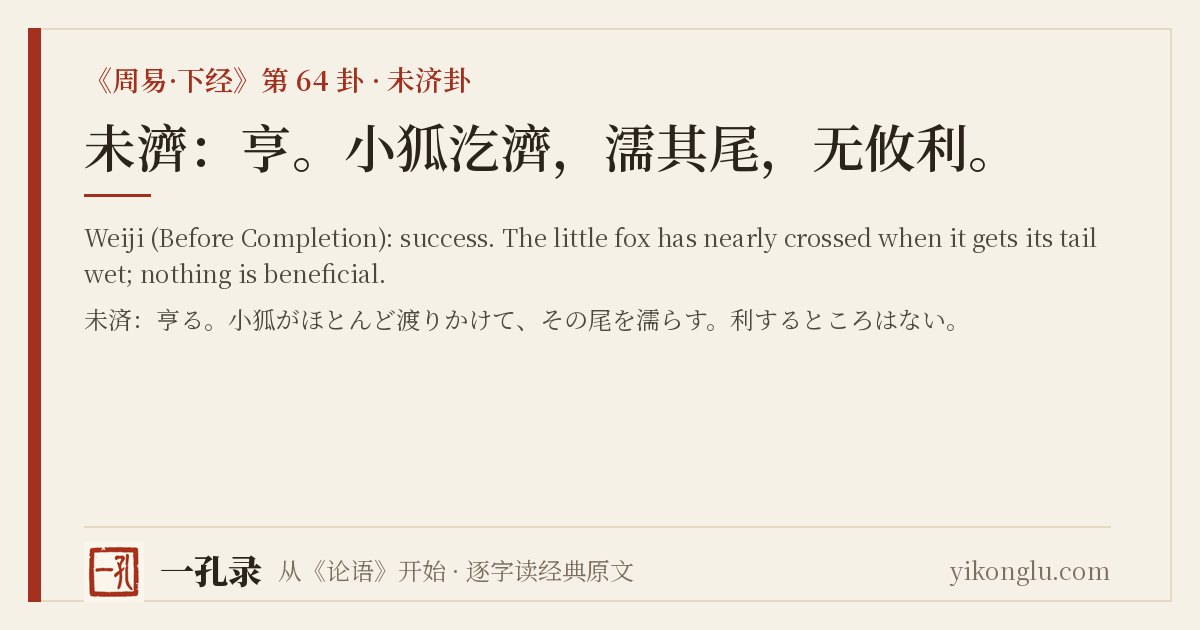 《周易·下经》第 64 卦 · 未济卦
未濟：亨。小狐汔濟，濡其尾，无攸利。
Weiji (Before Completion): success. The little fox has nearly crossed when it gets its tail
wet; nothing is beneficial.
未済：亨る。小狐がほとんど渡りかけて、その尾を濡らす。利するところはない。
一孔
一孔录 从《论语》开始 · 逐字读经典原文 yikonglu.com